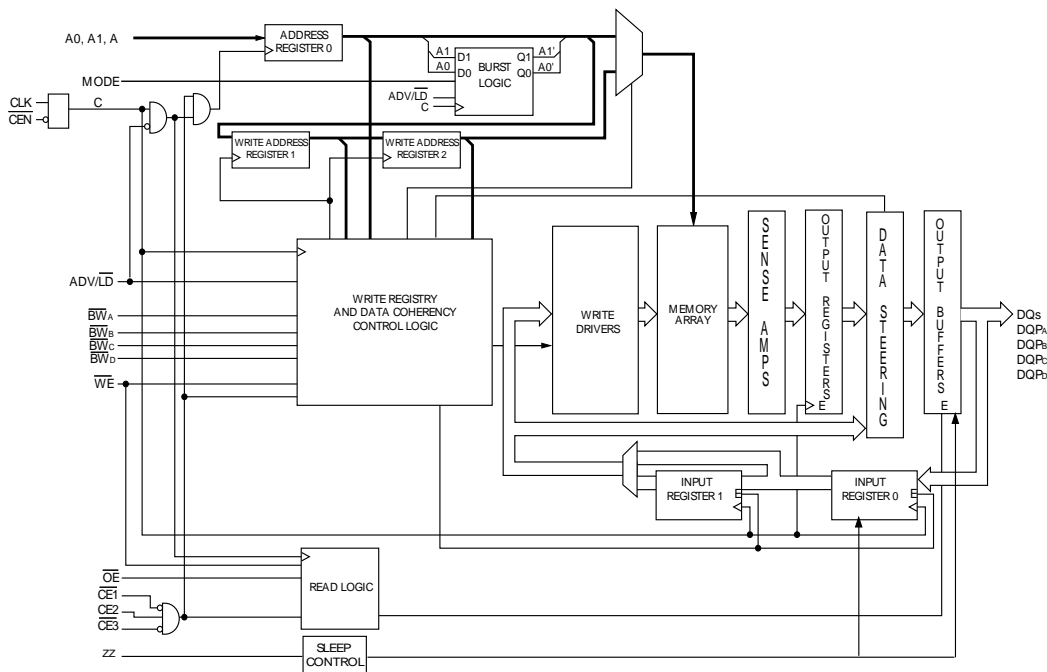 A0, A1, A
ADDRESS
REGISTER 0
A1
A0
D1
D0
BURST
LOGIC
Q1
Q0
A1'
A0'
MODE
ADV/LD
C
CLK
CEN
C
WRITE ADDRESS
REGISTER 1
WRITE ADDRESS
REGISTER 2
ADV/LD
BWA
BWB
BWC
BWD
WE
WRITE REGISTRY
AND DATA COHERENCY
CONTROL LOGIC
WRITE
DRIVERS
MEMORY
ARRAY
SENSE AMPS
OUTPUT REGISTERS
E
DATA STEERING
OUTPUT BUFFERS
E
DQs
DQPA
DQPB
DQPC
DQPD
INPUT
REGISTER 1
E
INPUT
REGISTER 0
E
OE
CE1
CE2
CE3
READ LOGIC
ZZ
SLEEP
CONTROL